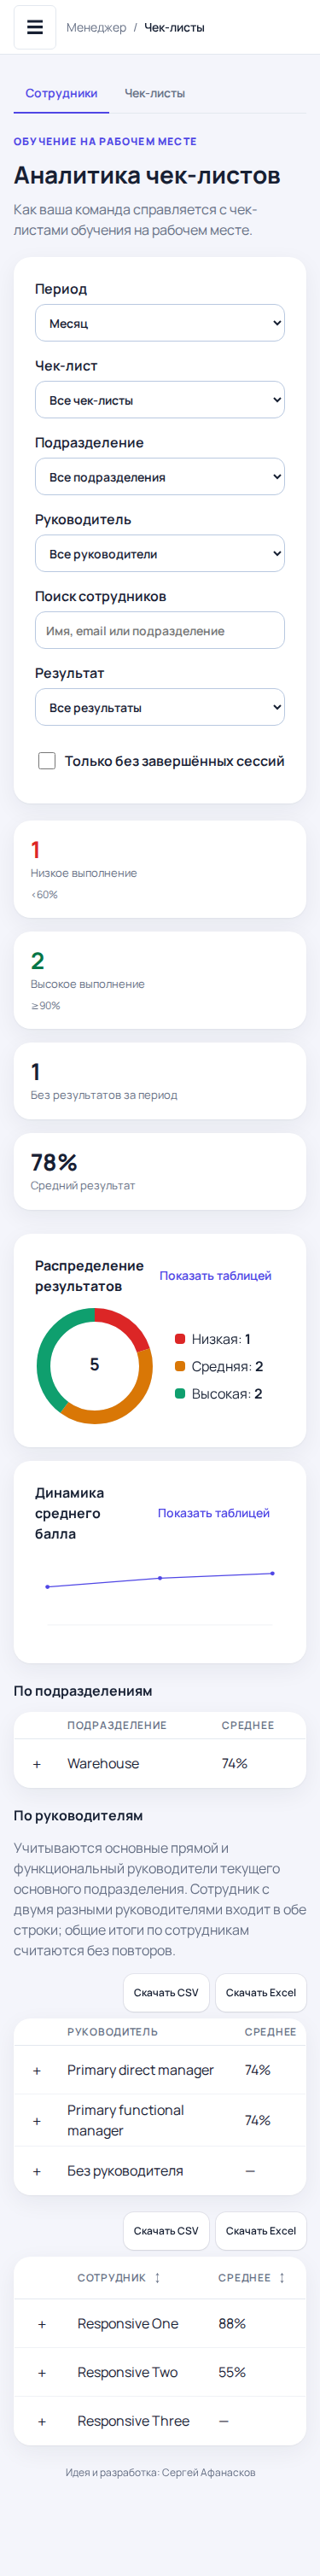 ☰ Менеджер / Чек-листы
Сотрудники Чек-листы
ОБУЧЕНИЕ НА РАБОЧЕМ МЕСТЕ
Аналитика чек-листов
Как ваша команда справляется с чек-
листами обучения на рабочем месте.
Период
Месяц
Чек-лист
Все чек-листы
Подразделение
Все подразделения
Руководитель
Все руководители
Поиск сотрудников
Имя, email или подразделение
Результат
Все результаты
Только без завершённых сессий
1
Низкое выполнение
<60%
2
Высокое выполнение
≥90%
1
Без результатов за период
78%
Средний результат
Распределение
результатов
Показать таблицей
5
Низкая: 1
Средняя: 2
Высокая: 2
Динамика
среднего
балла
Показать таблицей
По подразделениям
ПОДРАЗДЕЛЕНИЕ СРЕДНЕЕ
+ Warehouse 74%
По руководителям
Учитываются основные прямой и
функциональный руководители текущего
основного подразделения. Сотрудник с
двумя разными руководителями входит в обе
строки; общие итоги по сотрудникам
считаются без повторов.
Скачать CSV Скачать Excel
РУКОВОДИТЕЛЬ СРЕДНЕЕ
+ Primary direct manager 74%
+ Primary functional
manager 74%
+ Без руководителя —
Скачать CSV Скачать Excel
СОТРУДНИК ↕ СРЕДНЕЕ ↕
+ Responsive One 88%
+ Responsive Two 55%
+ Responsive Three —
Идея и разработка: Сергей Афанасков